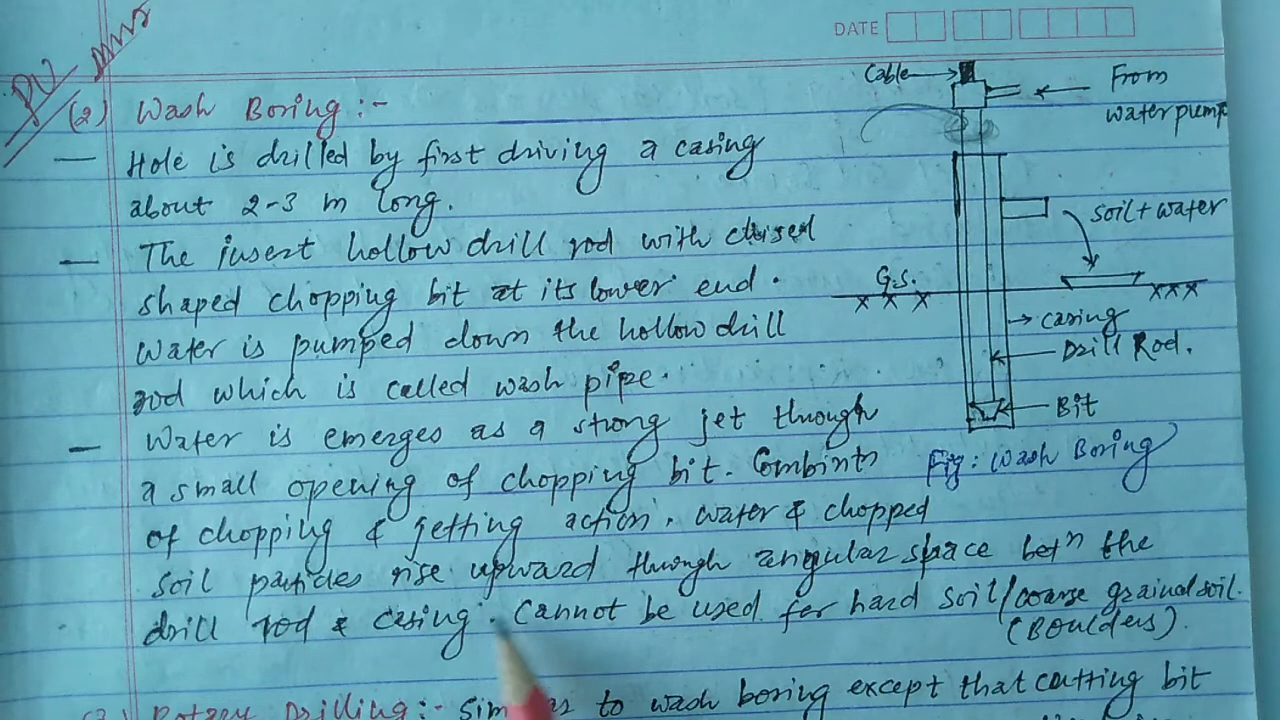 DATE
PU
(2) Wash Boring :-
— Hole is drilled by first driving a casing
about 2-3 m long.
— The insert hollow drill rod with chisel
shaped chopping bit at its lower end.
Water is pumped down the hollow drill
rod which is called wash pipe.
— Water is emerges as a strong jet through
a small opening of chopping bit. Combintn
of chopping & jetting action. water & chopped
soil particles rise upward through angular space betn the
drill rod & casing. Cannot be used for hard soil/coarse grained soil.
(Boulders).
Rotary Drilling :- to wash boring except that cutting bit
Cable
From
water pump
soil + water
G.S.
casing
Drill Rod.
Bit
Fig: Wash Boring